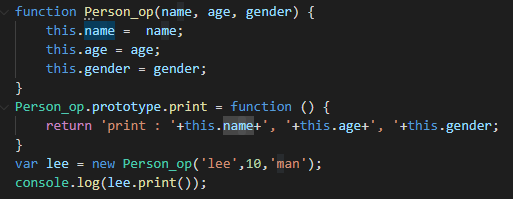 function Person_op(name, age, gender) {
    this.name =  name;
    this.age = age;
    this.gender = gender;
}
Person_op.prototype.print = function () {
    return 'print : '+this.name+', '+this.age+', '+this.gender;
}
var lee = new Person_op('lee',10,'man');
console.log(lee.print());